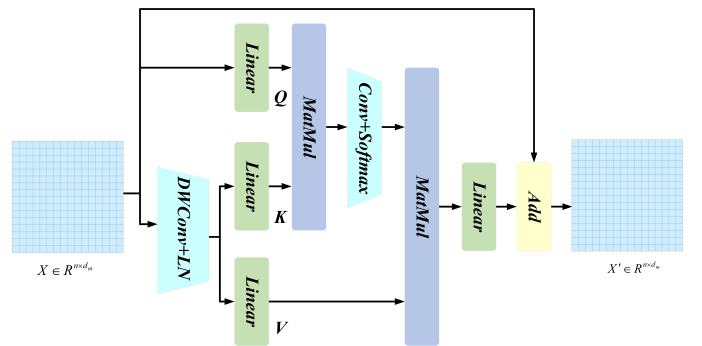 Linear
Q
MatMul
Conv+Softmax
Linear
K
DWConv+LN
MatMul
Linear
Add
Linear
V
X ∈ R^{n×d_m}
X' ∈ R^{n×d_m}